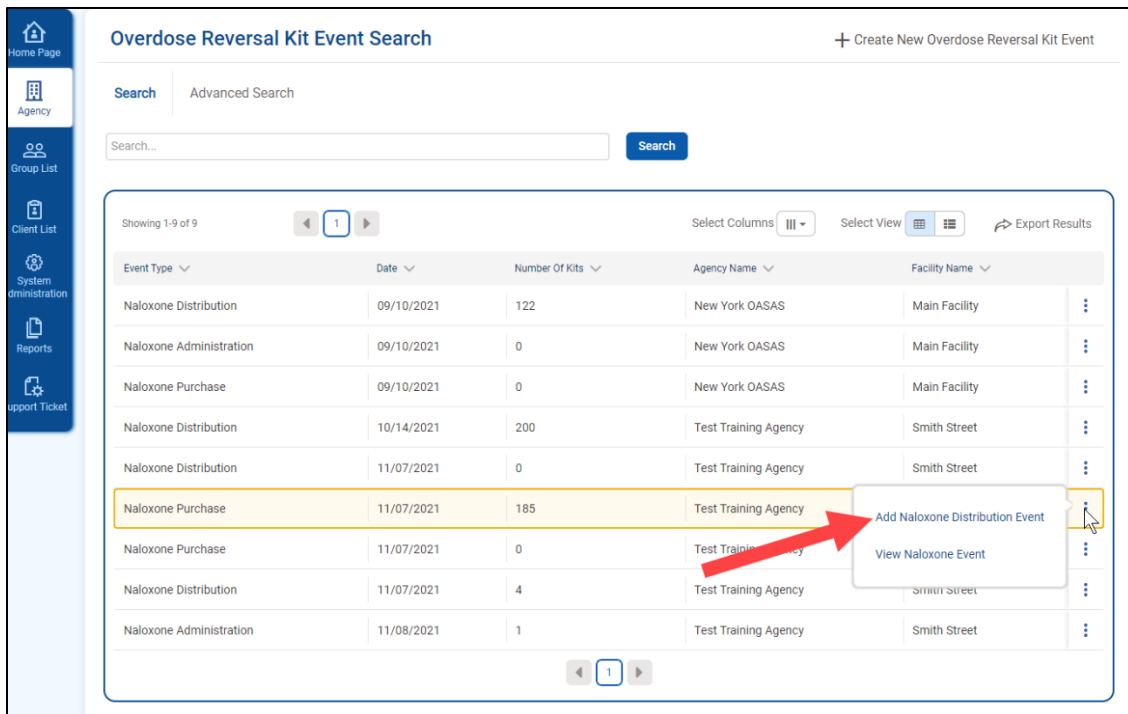 Home Page
Agency
Group List
Client List
System
dministration
Reports
upport Ticket
Overdose Reversal Kit Event Search
Create New Overdose Reversal Kit Event
Search Advanced Search
Search... Search
Showing 1-9 of 9 1 Select Columns Select View Export Results
Event Type Date Number Of Kits Agency Name Facility Name
Naloxone Distribution 09/10/2021 122 New York OASAS Main Facility
Naloxone Administration 09/10/2021 0 New York OASAS Main Facility
Naloxone Purchase 09/10/2021 0 New York OASAS Main Facility
Naloxone Distribution 10/14/2021 200 Test Training Agency Smith Street
Naloxone Distribution 11/07/2021 0 Test Training Agency Smith Street
Naloxone Purchase 11/07/2021 185 Test Training Agency
Add Naloxone Distribution Event
View Naloxone Event
Naloxone Purchase 11/07/2021 0 Test Training Agency
Naloxone Distribution 11/07/2021 4 Test Training Agency Smith Street
Naloxone Administration 11/08/2021 1 Test Training Agency Smith Street
1